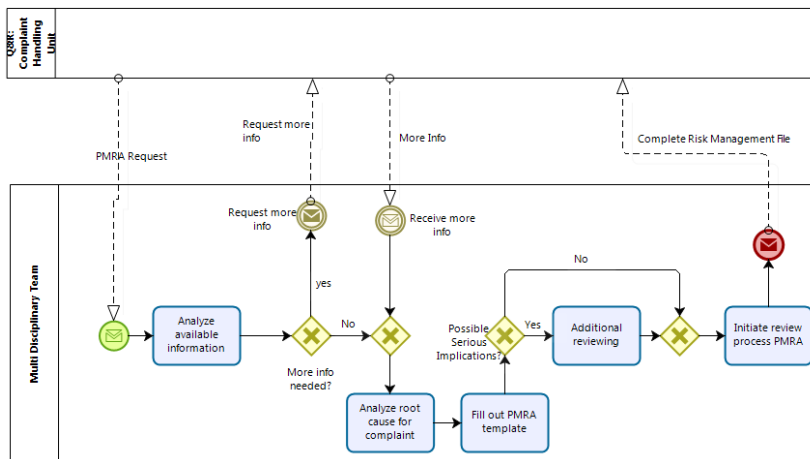 Q&R:
Complaint
Handling
Unit
Request more
info
More Info
PMRA Request
Complete Risk Management File
Multi Disciplinary Team
Request more
info
Receive more
info
yes
No
Analyze
available
information
No
More info
needed?
Possible
Serious
Implications?
Yes
Additional
reviewing
Initiate review
process PMRA
Analyze root
cause for
complaint
Fill out PMRA
template